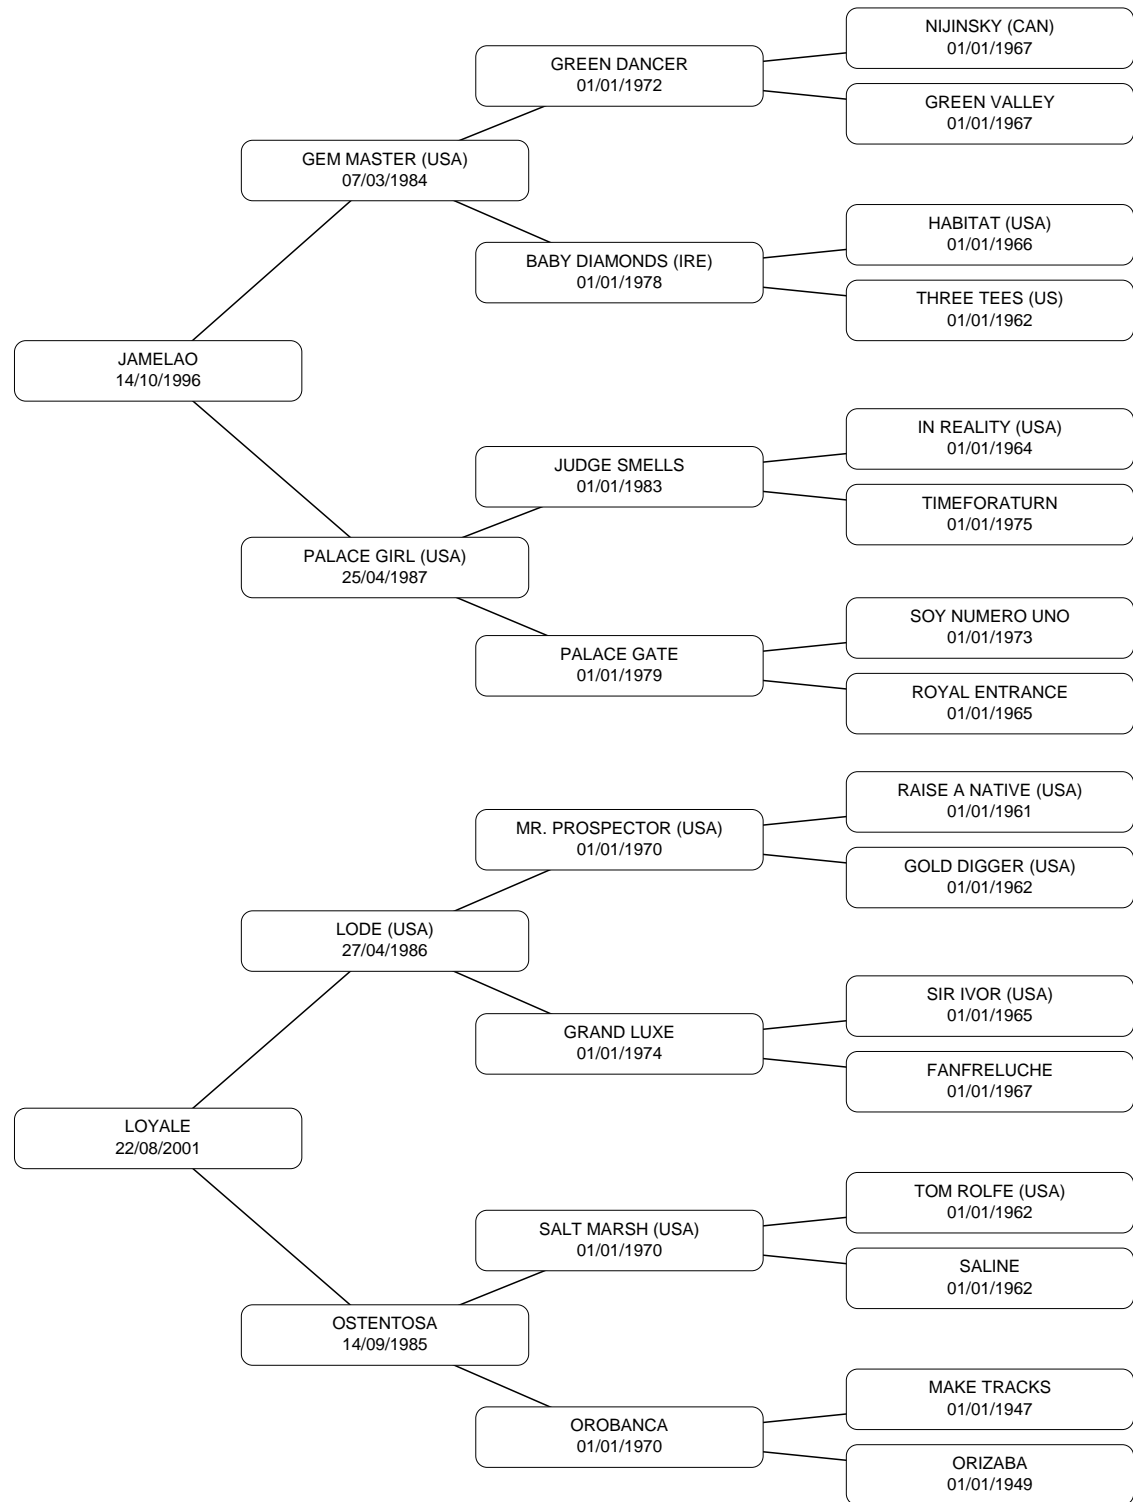 NIJINSKY (CAN)
01/01/1967
GREEN DANCER
01/01/1972
GREEN VALLEY
01/01/1967
GEM MASTER (USA)
07/03/1984
HABITAT (USA)
01/01/1966
BABY DIAMONDS (IRE)
01/01/1978
THREE TEES (US)
01/01/1962
JAMELAO
14/10/1996
IN REALITY (USA)
01/01/1964
JUDGE SMELLS
01/01/1983
TIMEFORATURN
01/01/1975
PALACE GIRL (USA)
25/04/1987
SOY NUMERO UNO
01/01/1973
PALACE GATE
01/01/1979
ROYAL ENTRANCE
01/01/1965
RAISE A NATIVE (USA)
01/01/1961
MR. PROSPECTOR (USA)
01/01/1970
GOLD DIGGER (USA)
01/01/1962
LODE (USA)
27/04/1986
SIR IVOR (USA)
01/01/1965
GRAND LUXE
01/01/1974
FANFRELUCHE
01/01/1967
LOYALE
22/08/2001
TOM ROLFE (USA)
01/01/1962
SALT MARSH (USA)
01/01/1970
SALINE
01/01/1962
OSTENTOSA
14/09/1985
MAKE TRACKS
01/01/1947
OROBANCA
01/01/1970
ORIZABA
01/01/1949